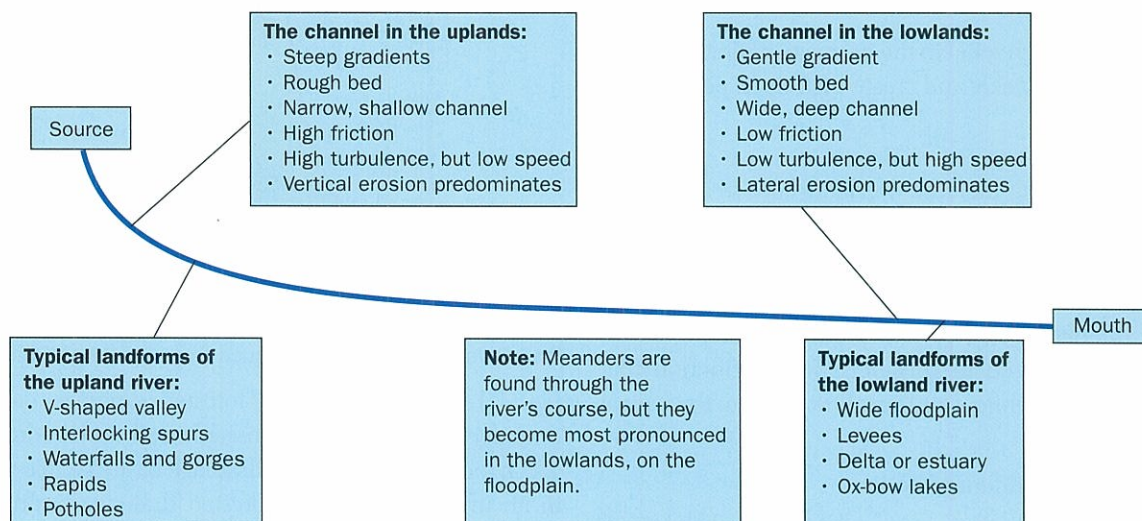 The channel in the uplands:
· Steep gradients
· Rough bed
· Narrow, shallow channel
· High friction
· High turbulence, but low speed
· Vertical erosion predominates
The channel in the lowlands:
· Gentle gradient
· Smooth bed
· Wide, deep channel
· Low friction
· Low turbulence, but high speed
· Lateral erosion predominates
Source
Mouth
Typical landforms of
the upland river:
· V-shaped valley
· Interlocking spurs
· Waterfalls and gorges
· Rapids
· Potholes
Note: Meanders are
found through the
river's course, but they
become most pronounced
in the lowlands, on the
floodplain.
Typical landforms of
the lowland river:
· Wide floodplain
· Levees
· Delta or estuary
· Ox-bow lakes